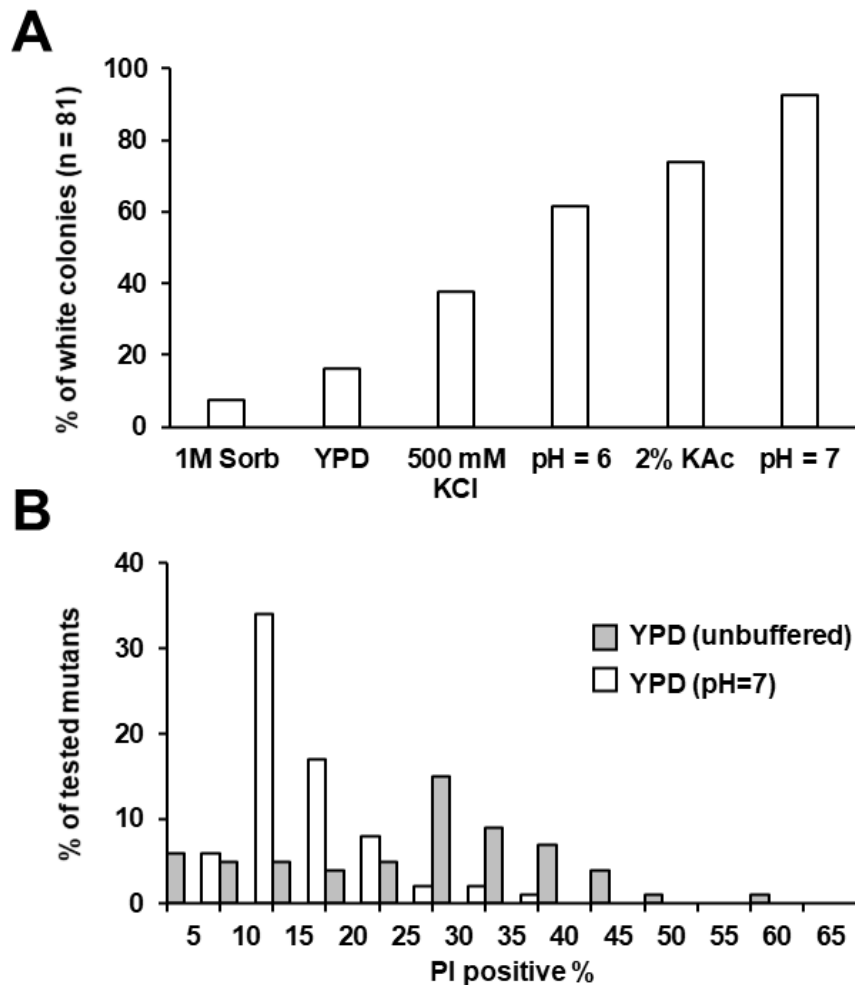 A
% of white colonies (n = 81)
100
80
60
40
20
0
1M Sorb YPD 500 mM KCl pH = 6 2% KAc pH = 7
B
% of tested mutants
40
30
20
10
0
YPD (unbuffered)
YPD (pH=7)
5 10 15 20 25 30 35 40 45 50 55 60 65
PI positive %